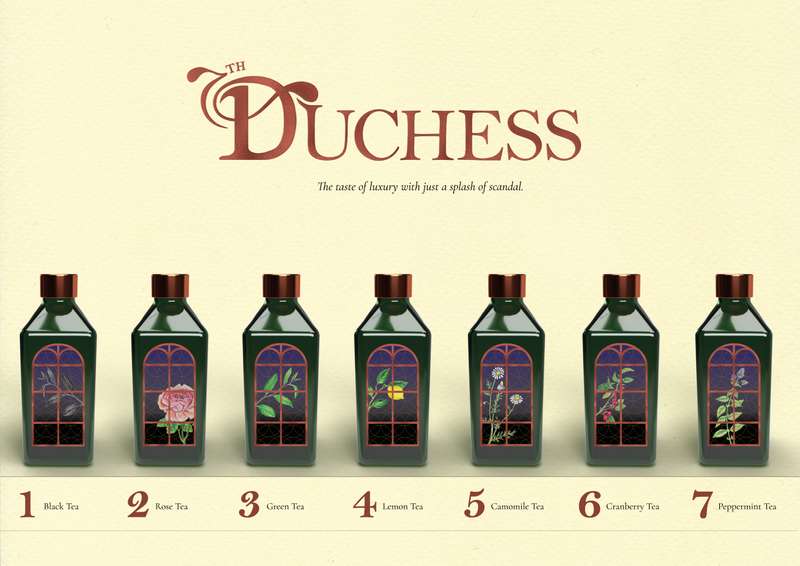 7TH DUCHESS
The taste of luxury with just a splash of scandal.
1 Black Tea
2 Rose Tea
3 Green Tea
4 Lemon Tea
5 Camomile Tea
6 Cranberry Tea
7 Peppermint Tea